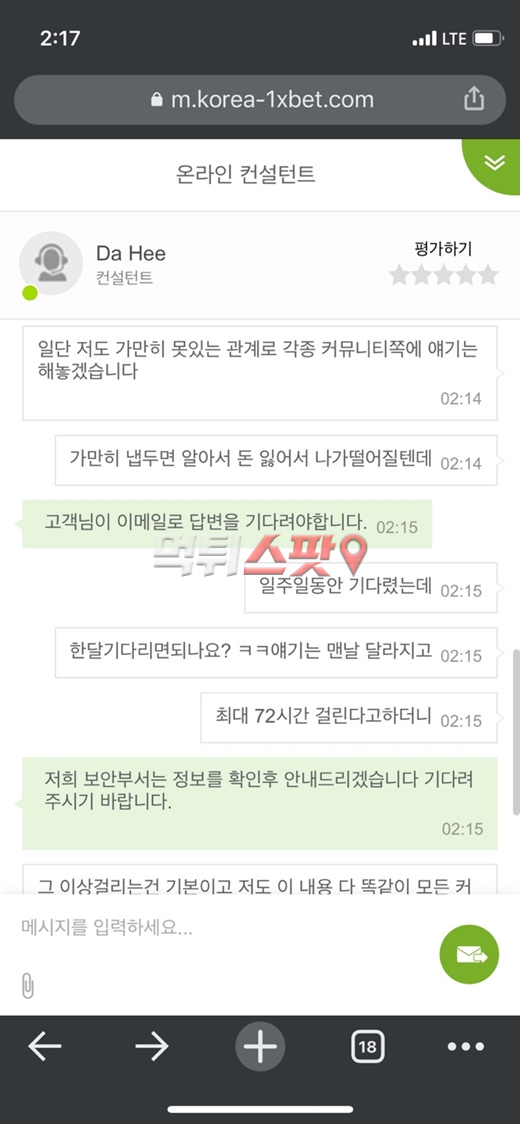 2:17
LTE
m.korea-1xbet.com
온라인 컨설턴트
Da Hee
컨설턴트
평가하기
일단 저도 가만히 못있는 관계로 각종 커뮤니티쪽에 얘기는
해놓겠습니다
02:14
가만히 냅두면 알아서 돈 잃어서 나가떨어질텐데 02:14
고객님이 이메일로 답변을 기다려야합니다. 02:15
먹튀스팟
일주일동안 기다렸는데 02:15
한달기다리면되나요? ㅋㅋ얘기는 맨날 달라지고 02:15
최대 72시간 걸린다고하더니 02:15
저희 보안부서는 정보를 확인후 안내드리겠습니다 기다려
주시기 바랍니다.
02:15
그 이상걸리는건 기본이고 저도 이 내용 다 똑같이 모든 커
메시지를 입력하세요...
18